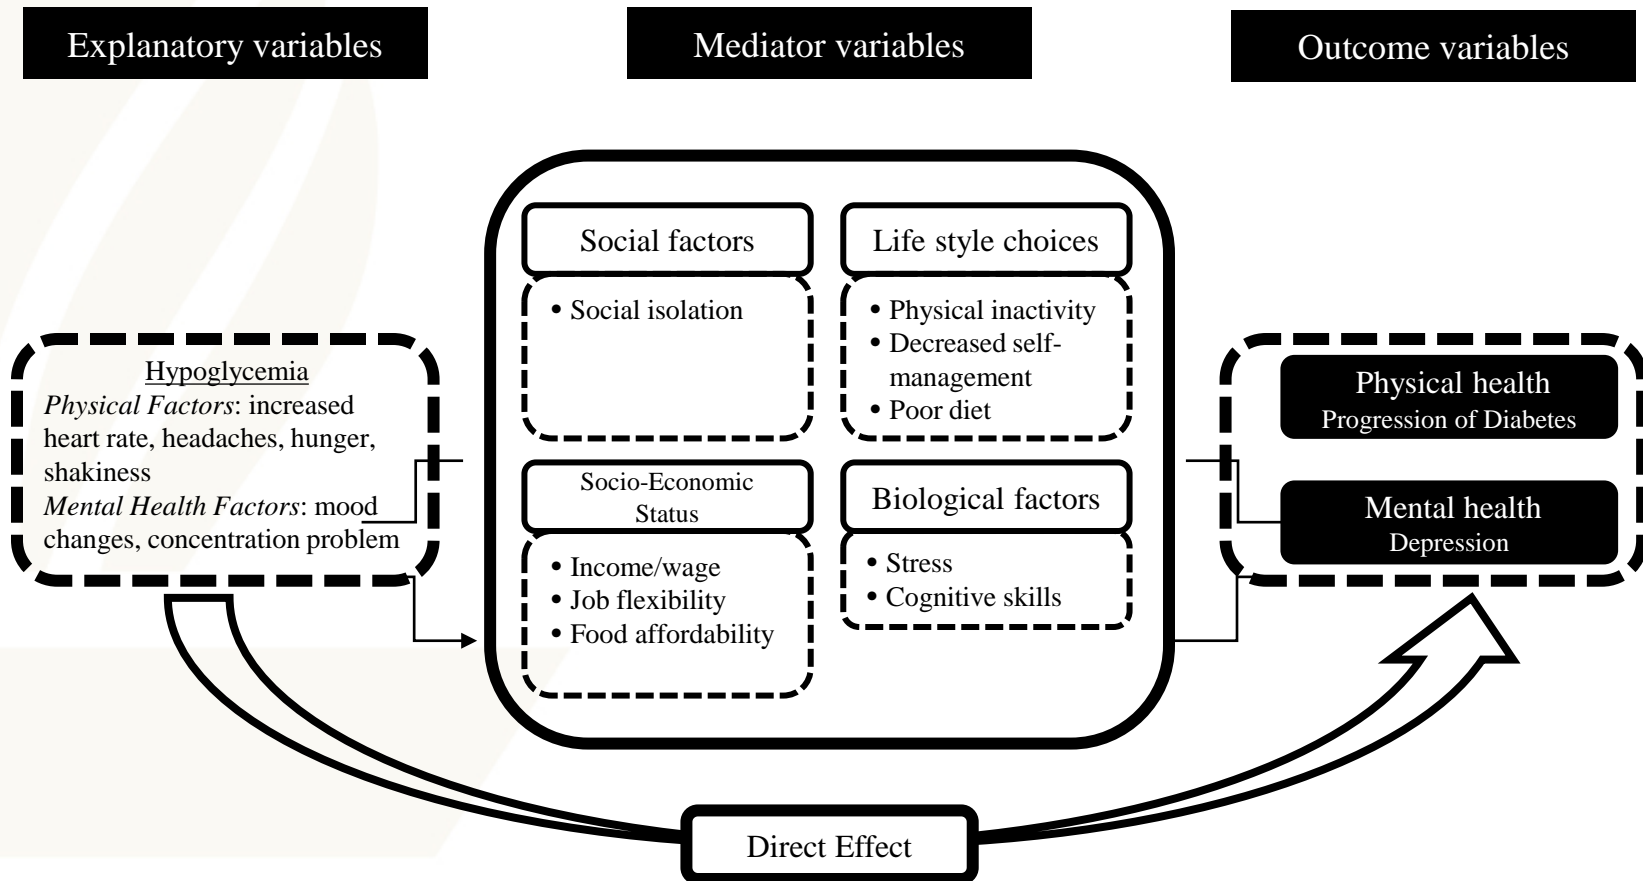 Explanatory variables
Mediator variables
Outcome variables
Hypoglycemia
Physical Factors: increased
heart rate, headaches, hunger,
shakiness
Mental Health Factors: mood
changes, concentration problem
Social factors
• Social isolation
Life style choices
• Physical inactivity
• Decreased self-
management
• Poor diet
Socio-Economic
Status
• Income/wage
• Job flexibility
• Food affordability
Biological factors
• Stress
• Cognitive skills
Physical health
Progression of Diabetes
Mental health
Depression
Direct Effect